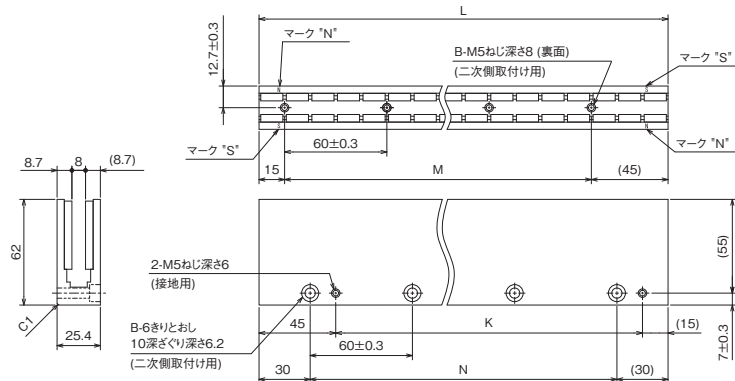 L
マーク "N"
B-M5ねじ深さ8 (裏面)
(二次側取付け用)
マーク "S"
12.7±0.3
N
S
S
N
マーク "S"
60±0.3
マーク "N"
15
M
(45)
8.7
8
(8.7)
62
C1
25.4
2-M5ねじ深さ6
(接地用)
B-6きりとおし
10深ざぐり深さ6.2
(二次側取付け用)
45
K
(15)
60±0.3
30
N
(30)
(55)
7±0.3